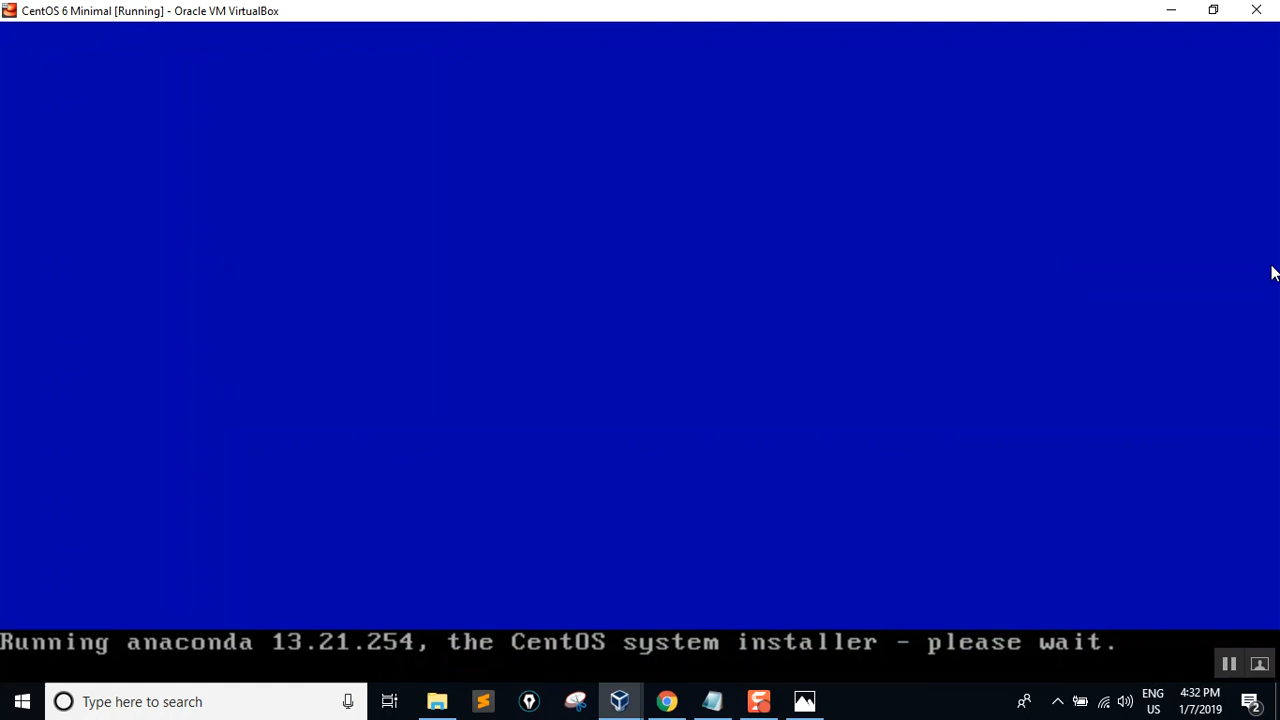 CentOS 6 Minimal [Running] - Oracle VM VirtualBox
Running anaconda 13.21.254, the CentOS system installer - please wait.
Type here to search
ENG
US
4:32 PM
1/7/2019
2